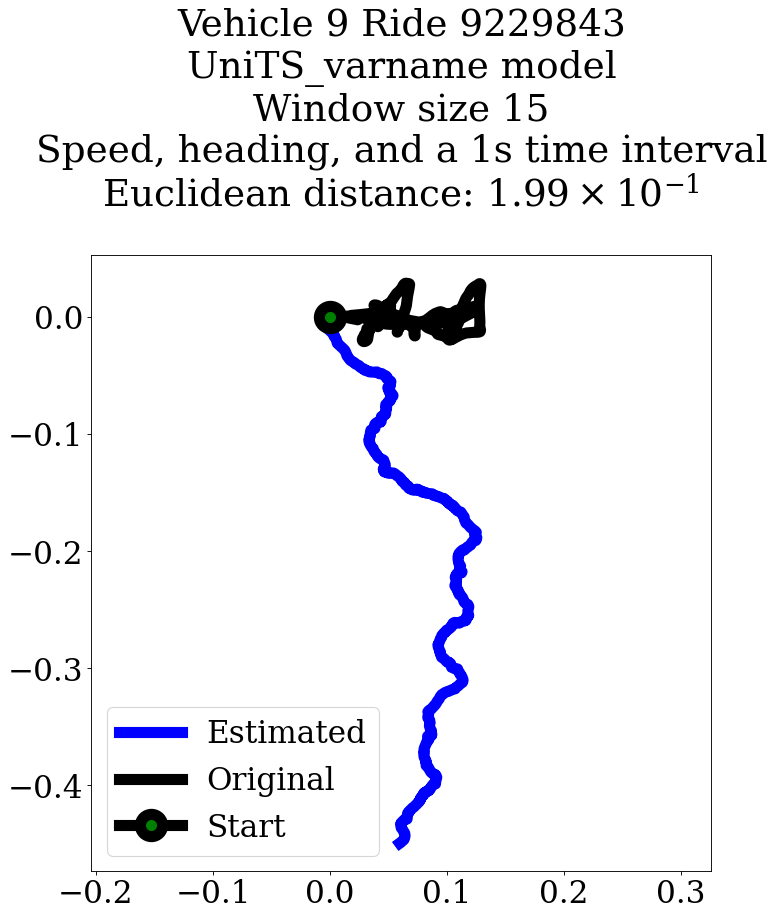 Vehicle 9 Ride 9229843
UniTS_varname model
Window size 15
Speed, heading, and a 1s time interval
Euclidean distance: 1.99 × 10⁻¹
0.0
−0.1
−0.2
−0.3
−0.4
Estimated
Original
Start
−0.2 −0.1 0.0 0.1 0.2 0.3